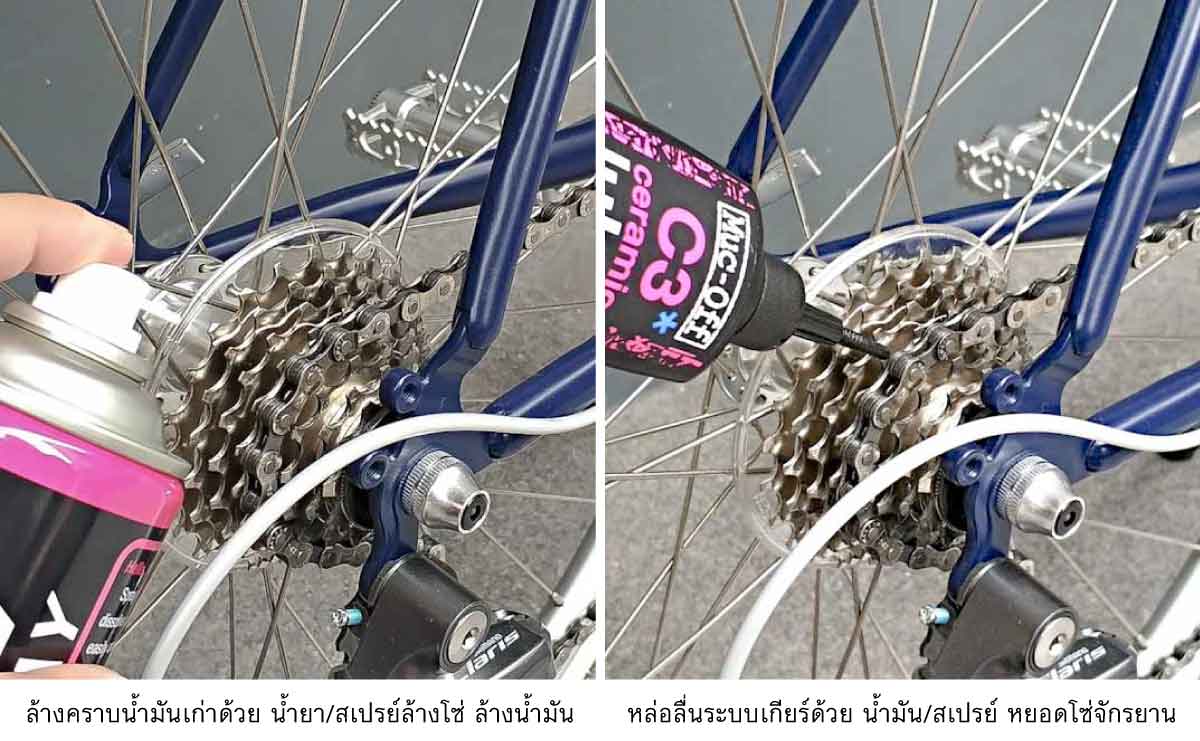 Y
ceramic
C3
Muc-Off
SHIMANO
laris
laris
ล้างคราบน้ำมันเก่าด้วย น้ำยา/สเปรย์ล้างโซ่ ล้างน้ำมัน
หล่อลื่นระบบเกียร์ด้วย น้ำมัน/สเปรย์ หยอดโซ่จักรยาน